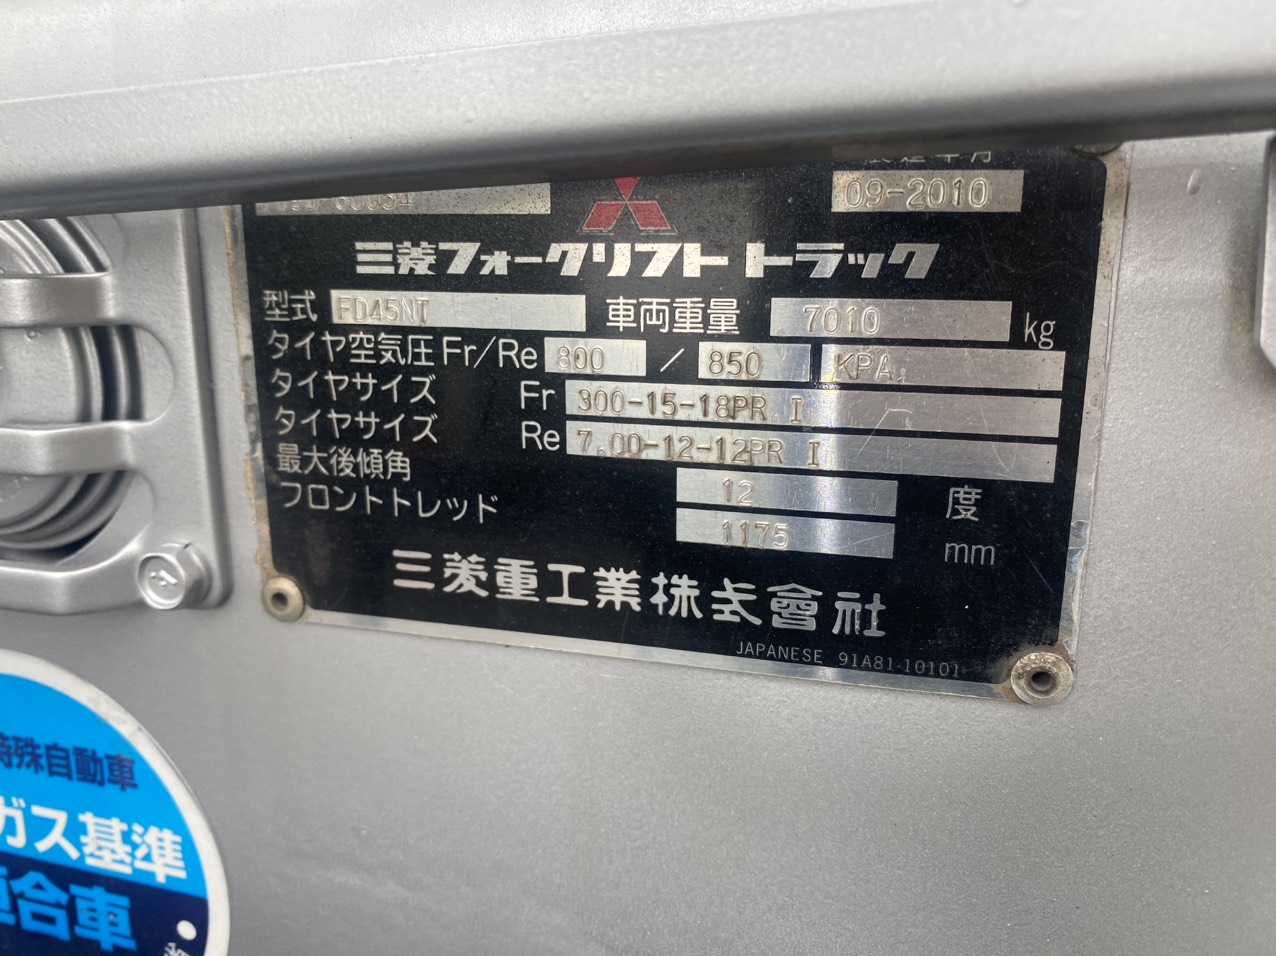 09-2010
三菱フォークリフト トラック
型式 FD45NT 車両重量 7010 kg
タイヤ空気圧 Fr/Re 800 / 850 KPA
タイヤサイズ Fr 300-15-18PR I
タイヤサイズ Re 7.00-12-12PR I
最大後傾角 12 度
フロントトレッド 1175 mm
三菱重工業株式會社
JAPANESE 91A81-10101
特殊自動車
ガス基準
合車